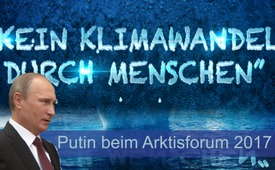 KEIN KLIMAWANDEL
DURCH MENSCHEN"
Putin beim Arktisforum 2017